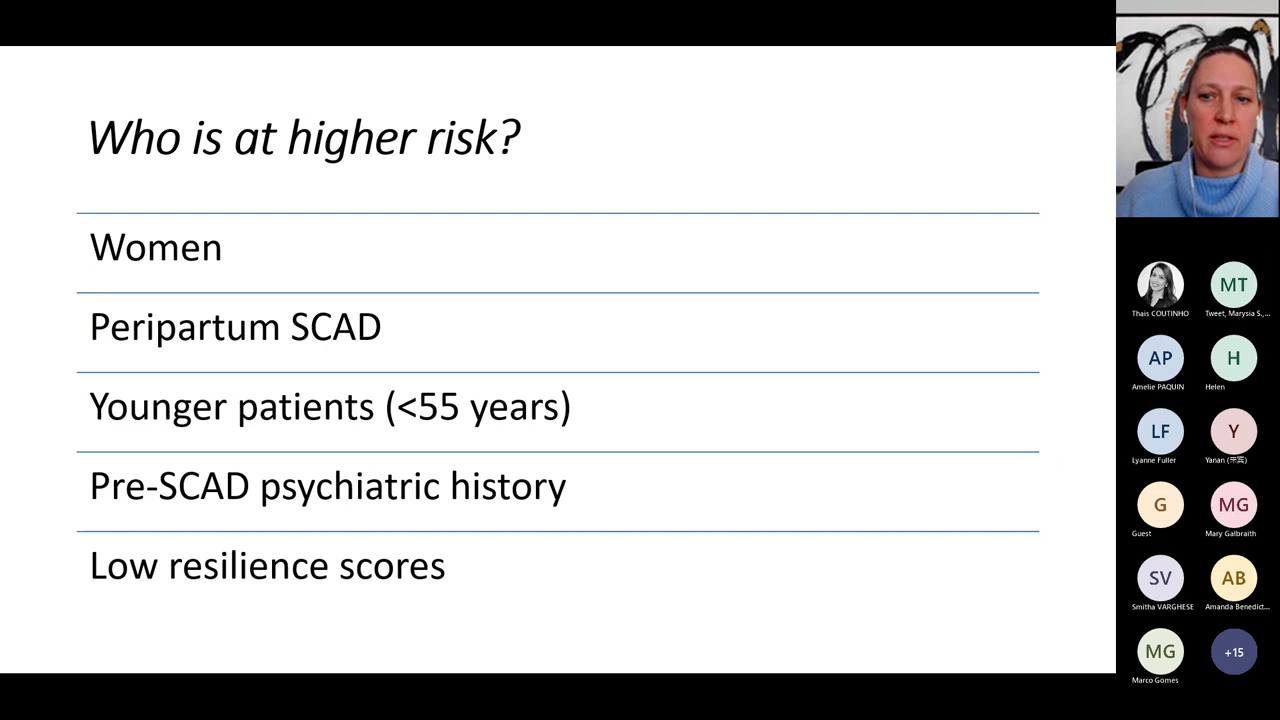 Who is at higher risk?
Women
Peripartum SCAD
Younger patients (<55 years)
Pre-SCAD psychiatric history
Low resilience scores
MT
Thais COUTINHO
Tweet, Marysia S.,...
AP
H
Amelie PAQUIN
Helen
LF
Y
Lyanne Fuller
Yanan
G
MG
Guest
Mary Galbraith
SV
AB
Smitha VARGHESE
Amanda Benedict...
MG
+15
Marco Gomes